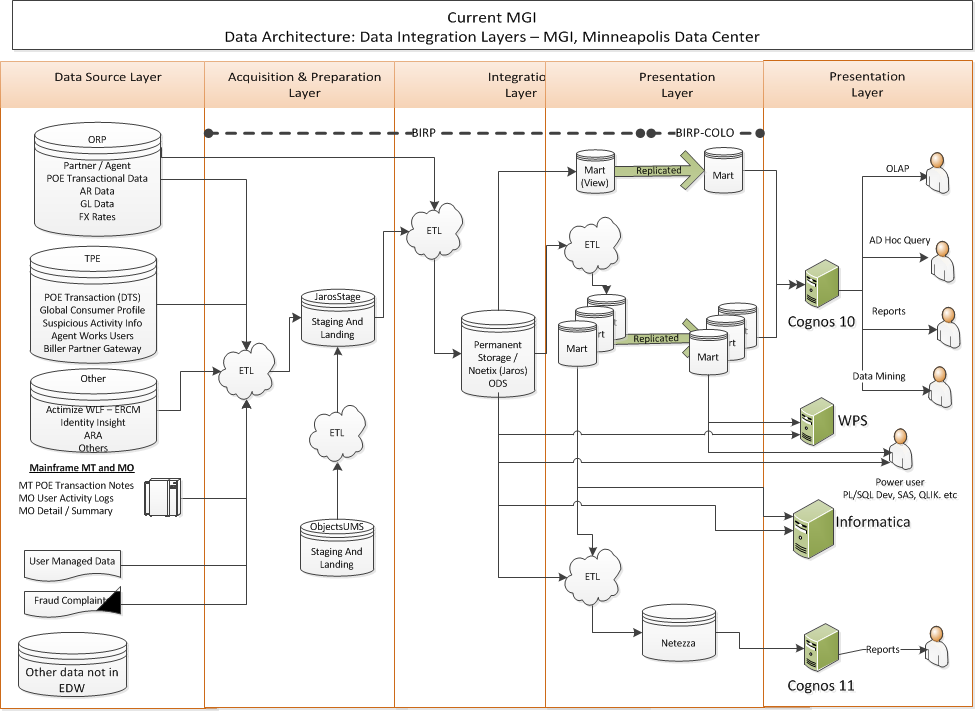 Current MGI
Data Architecture: Data Integration Layers – MGI, Minneapolis Data Center
Data Source Layer
Acquisition & Preparation
Layer
Integratio
Layer
Presentation
Layer
Presentation
Layer
BIRP
BIRP-COLO
ORP
Partner / Agent
POE Transactional Data
AR Data
GL Data
FX Rates
TPE
POE Transaction (DTS)
Global Consumer Profile
Suspicious Activity Info
Agent Works Users
Biller Partner Gateway
Other
Actimize WLF – ERCM
Identity Insight
ARA
Others
Mainframe MT and MO
MT POE Transaction Notes
MO User Activity Logs
MO Detail / Summary
User Managed Data
Fraud Complaint
Other data not in
EDW
ETL
JarosStage
Staging And
Landing
ETL
ObjectsUMS
Staging And
Landing
ETL
Permanent
Storage /
Noetix (Jaros)
ODS
Mart
(View)
Replicated
Mart
ETL
Mart
Replicated
Mart
ETL
Netezza
Cognos 10
OLAP
AD Hoc Query
Reports
Data Mining
WPS
Power user
PL/SQL Dev, SAS, QLIK. etc
Informatica
Cognos 11
Reports